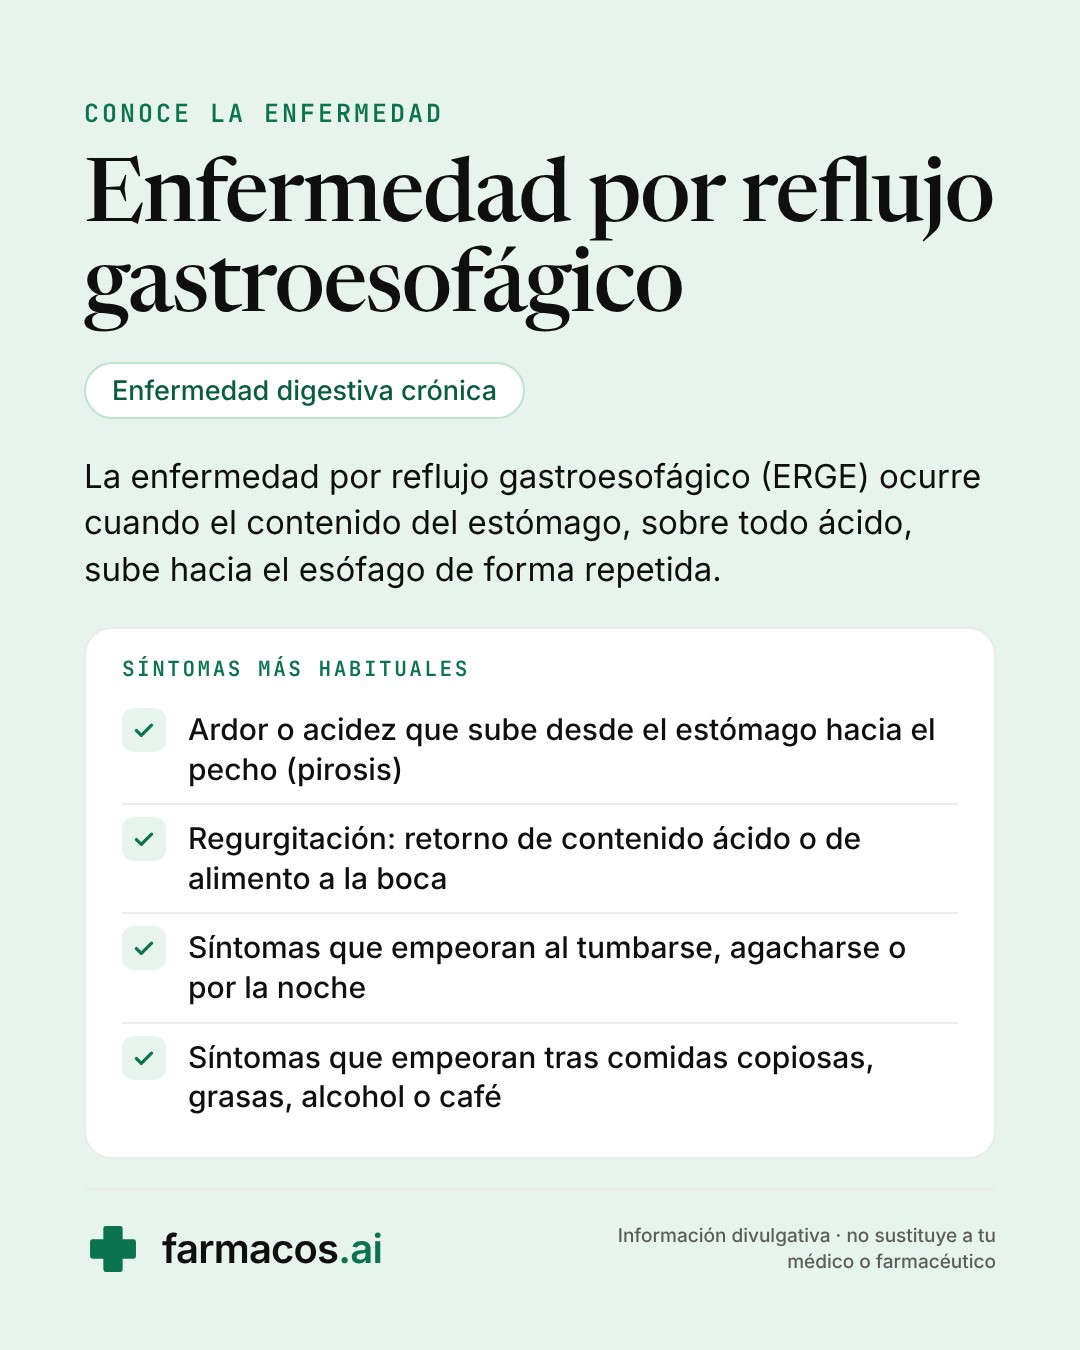 CONOCE LA ENFERMEDAD
Enfermedad por reflujo
gastroesofágico
Enfermedad digestiva crónica
La enfermedad por reflujo gastroesofágico (ERGE) ocurre
cuando el contenido del estómago, sobre todo ácido,
sube hacia el esófago de forma repetida.
SÍNTOMAS MÁS HABITUALES
Ardor o acidez que sube desde el estómago hacia el
pecho (pirosis)
Regurgitación: retorno de contenido ácido o de
alimento a la boca
Síntomas que empeoran al tumbarse, agacharse o
por la noche
Síntomas que empeoran tras comidas copiosas,
grasas, alcohol o café
farmacos.ai
Información divulgativa · no sustituye a tu
médico o farmacéutico